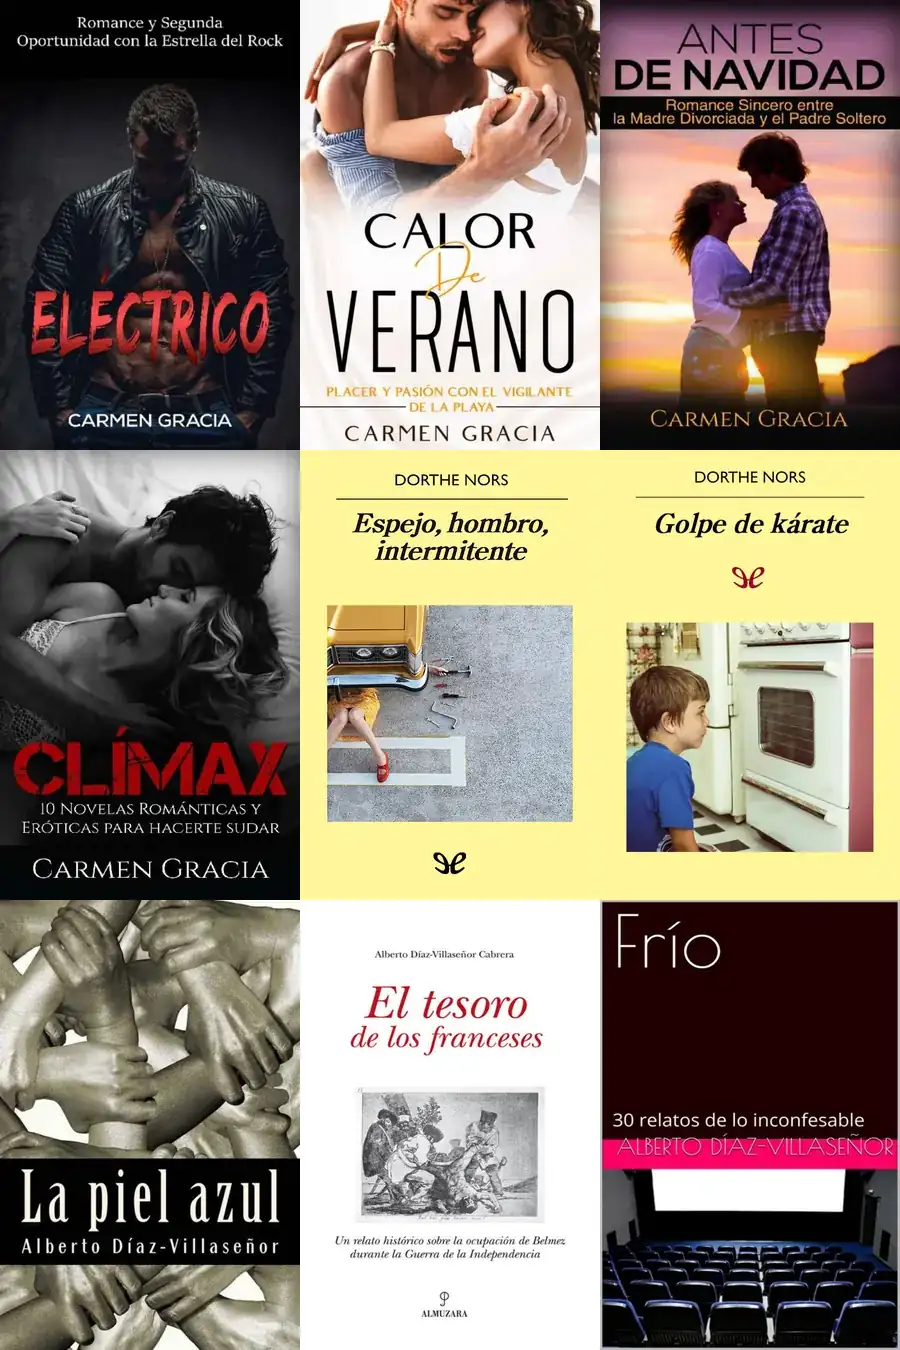 Romance y Segunda
Oportunidad con la Estrella del Rock
ELÉCTRICO
CARMEN GRACIA
CALOR
De
VERANO
PLACER Y PASIÓN CON EL VIGILANTE
DE LA PLAYA
CARMEN GRACIA
ANTES
DE NAVIDAD
Romance Sincero entre
la Madre Divorciada y el Padre Soltero
CARMEN GRACIA
CLÍMAX
10 NOVELAS ROMÁNTICAS Y
ERÓTICAS PARA HACERTE SUDAR
CARMEN GRACIA
DORTHE NORS
Espejo, hombro,
intermitente
DORTHE NORS
Golpe de kárate
La piel azul
Alberto Díaz-Villaseñor
Alberto Díaz-Villaseñor Cabrera
El tesoro
de los franceses
Un relato histórico sobre la ocupación de Belmez
durante la Guerra de la Independencia
ALMUZARA
Frío
30 relatos de lo inconfesable
ALBERTO DÍAZ-VILLASEÑOR